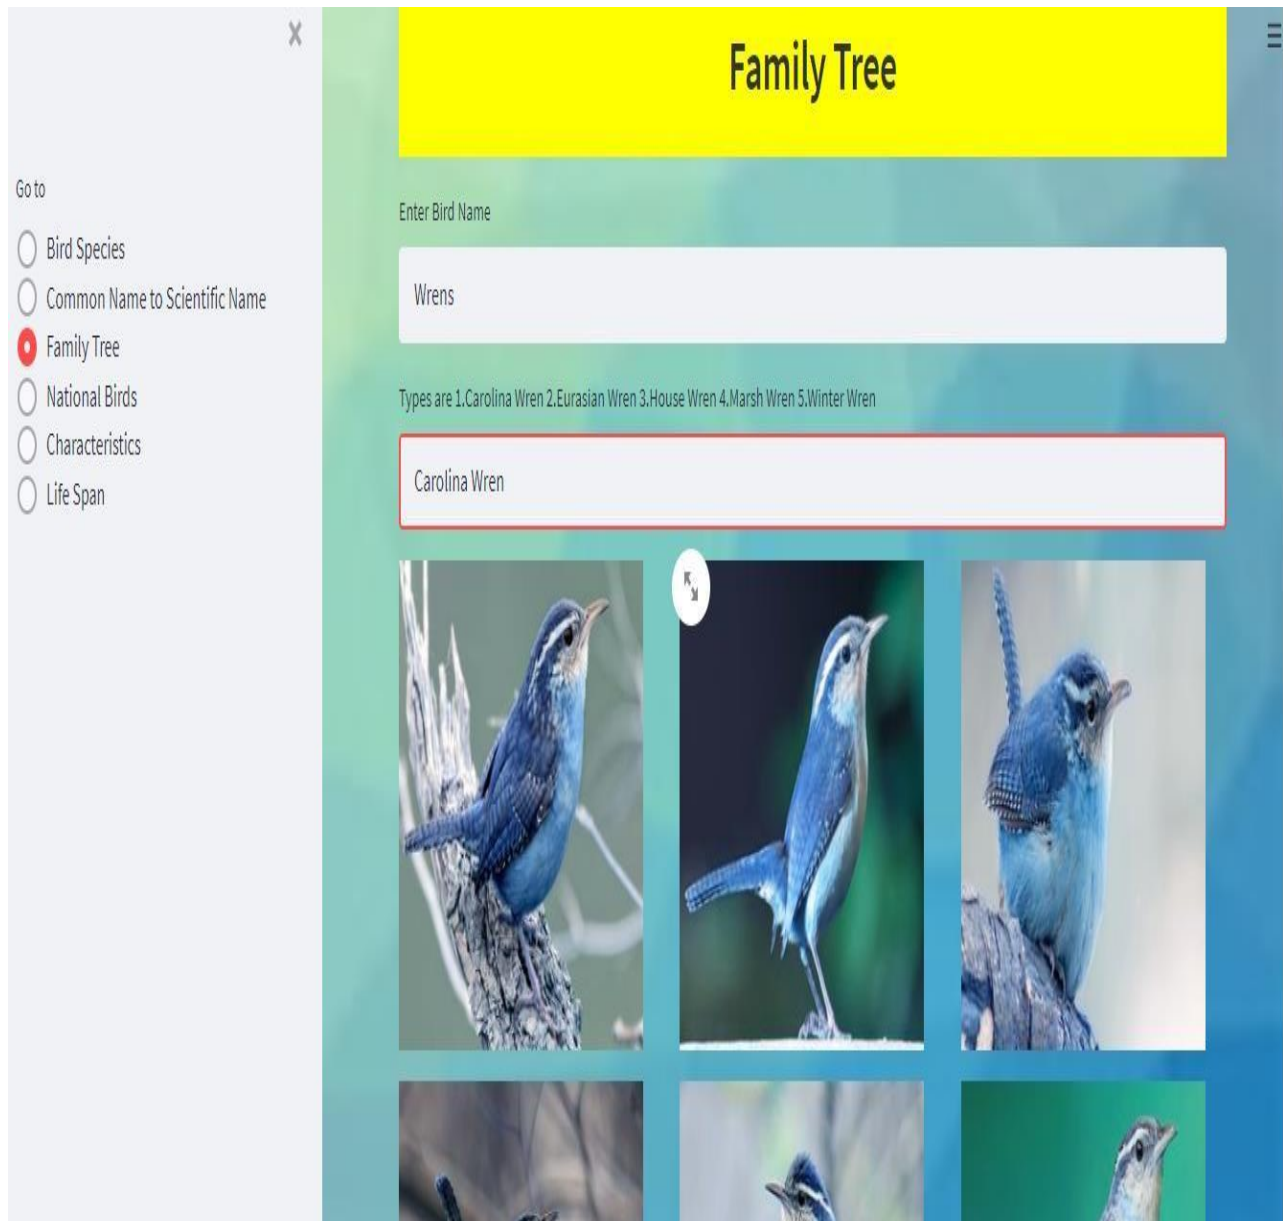 Go to
Bird Species
Common Name to Scientific Name
Family Tree
National Birds
Characteristics
Life Span
Family Tree
Enter Bird Name
Wrens
Types are 1.Carolina Wren 2.Eurasian Wren 3.House Wren 4.Marsh Wren 5.Winter Wren
Carolina Wren